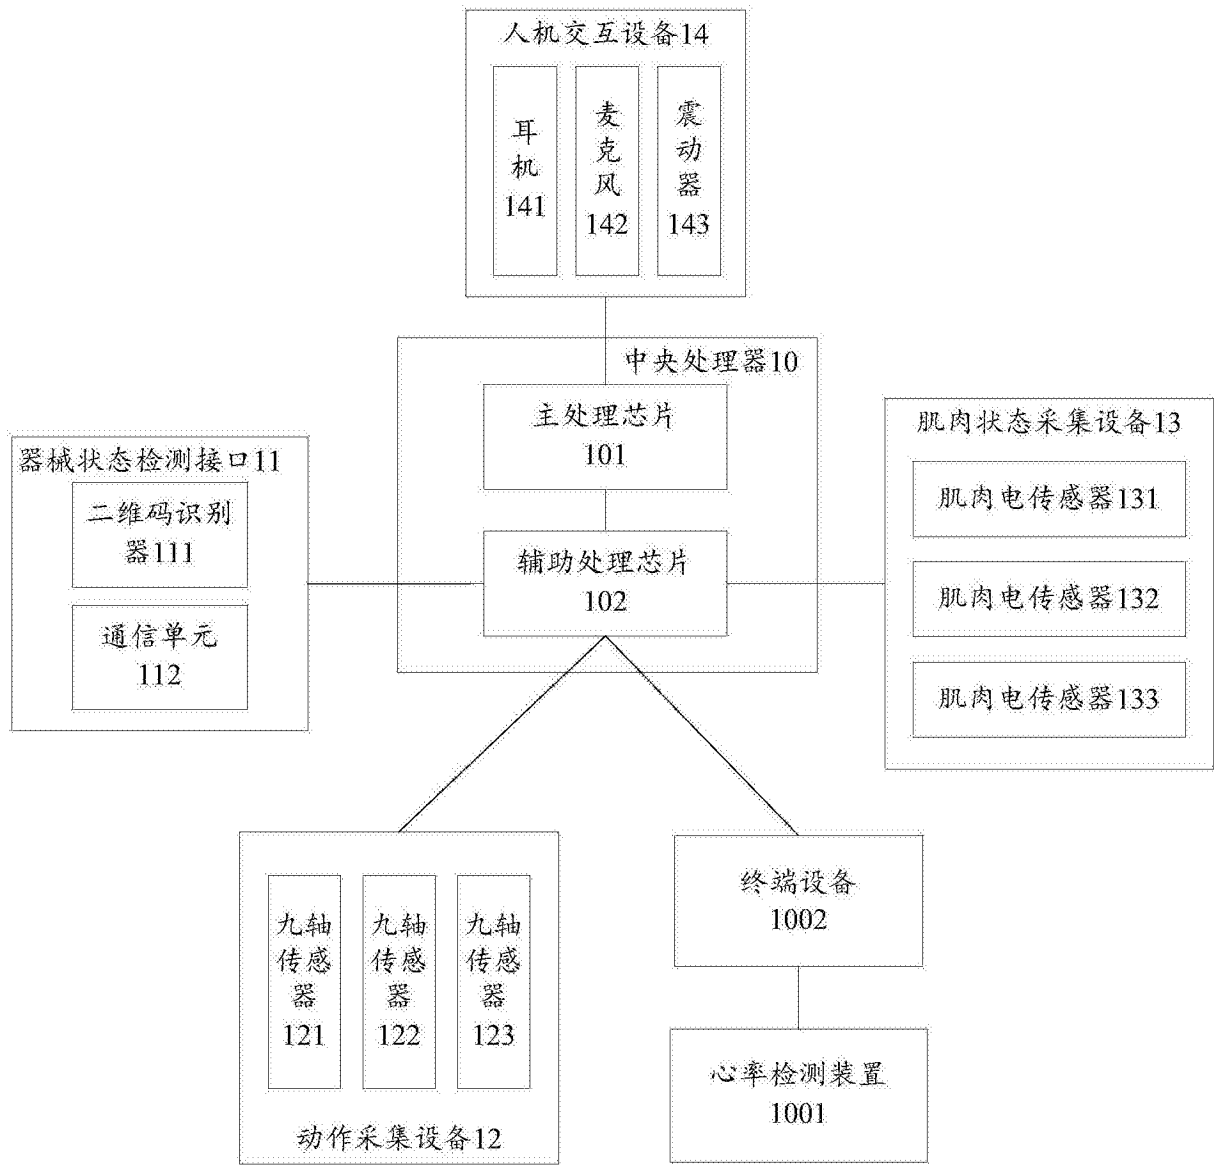 人机交互设备14
耳
机
141
麦
克
风
142
震
动
器
143
中央处理器10
主处理芯片
101
辅助处理芯片
102
器械状态检测接口11
二维码识别
器111
通信单元
112
肌肉状态采集设备13
肌肉电传感器131
肌肉电传感器132
肌肉电传感器133
九轴
传感
器
121
九轴
传感
器
122
九轴
传感
器
123
动作采集设备12
终端设备
1002
心率检测装置
1001